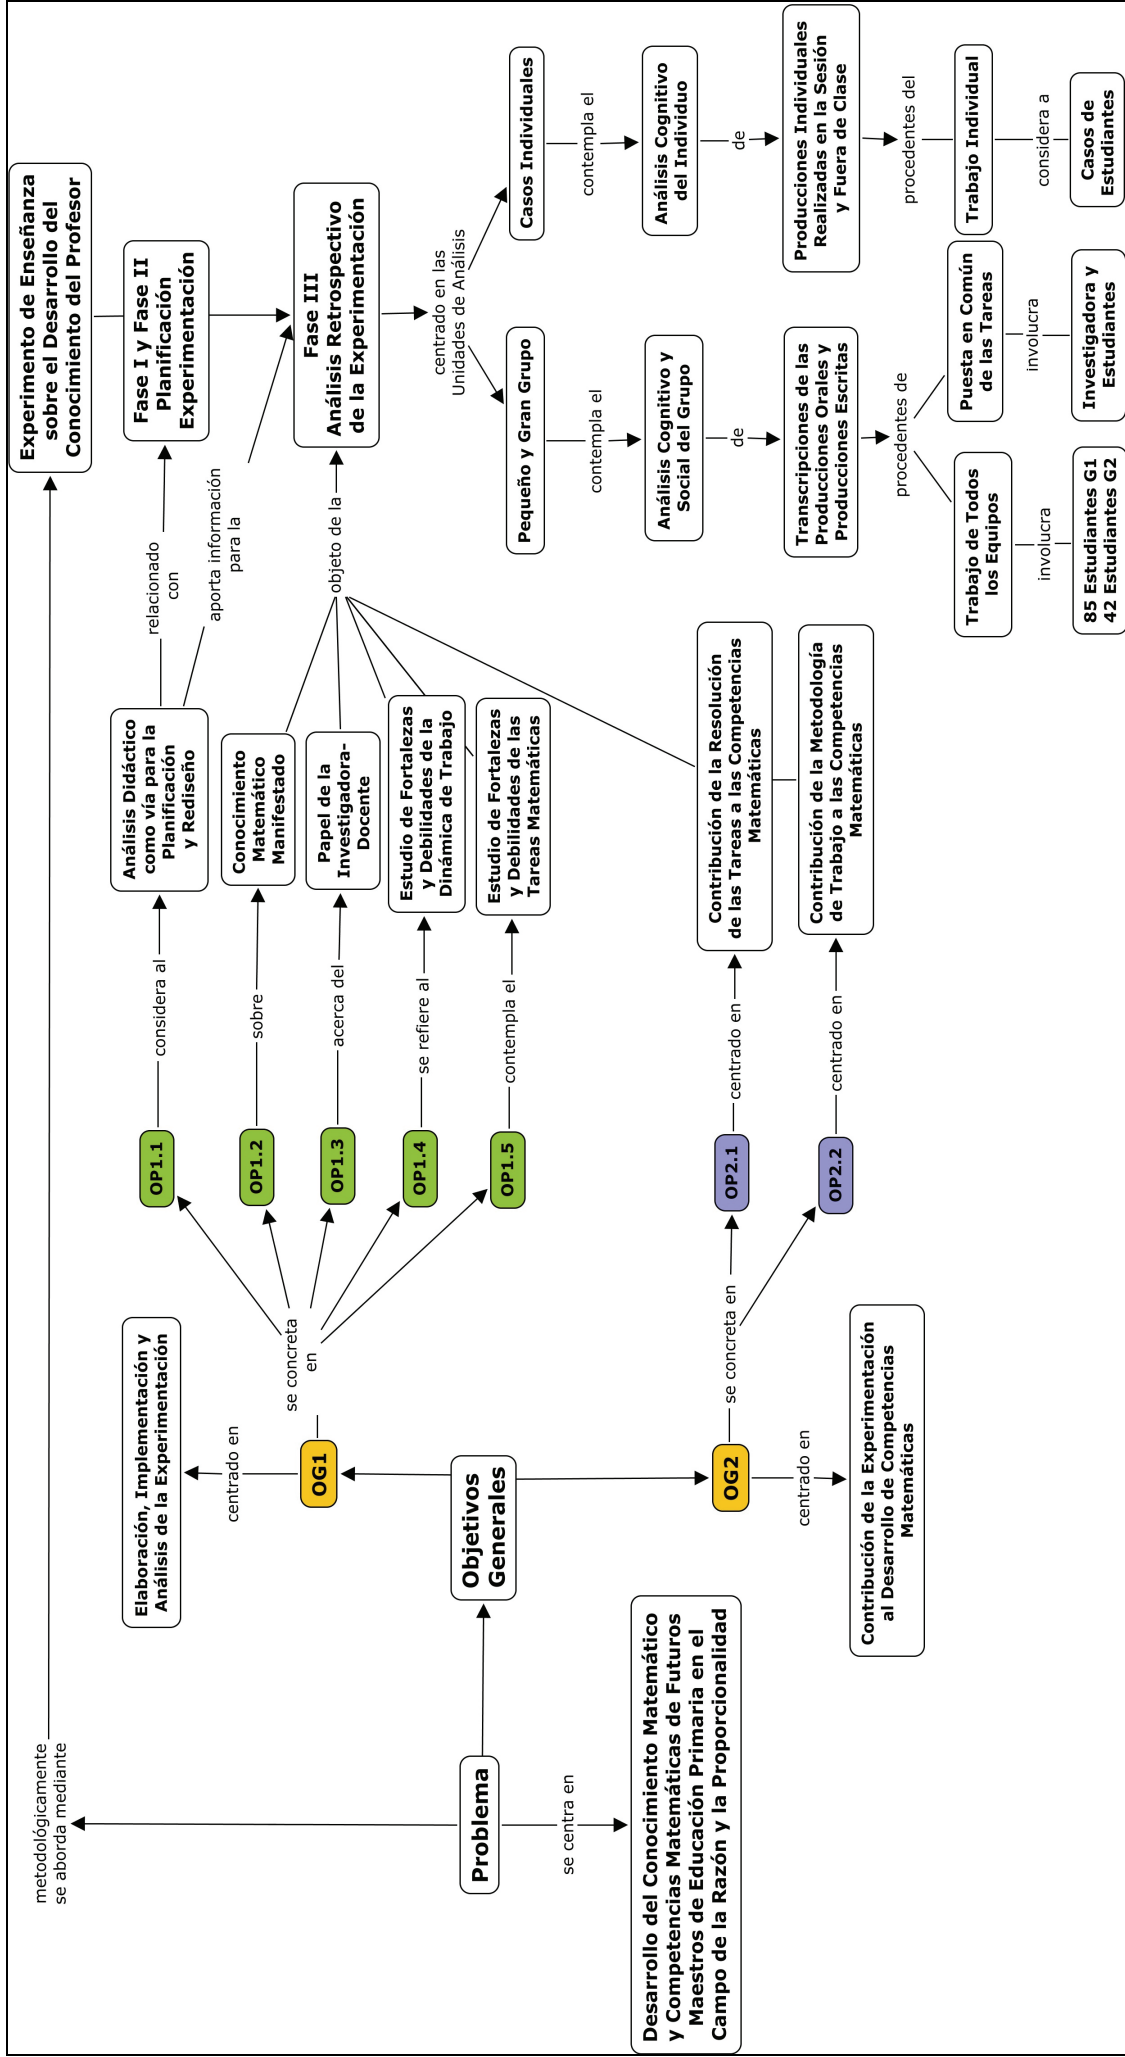 metodológicamente
se aborda mediante
Experimento de Enseñanza
sobre el Desarrollo del
Conocimiento del Profesor
Problema
se centra en
Desarrollo del Conocimiento Matemático
y Competencias Matemáticas de Futuros
Maestros de Educación Primaria en el
Campo de la Razón y la Proporcionalidad
Objetivos
Generales
OG1
centrado en
Elaboración, Implementación y
Análisis de la Experimentación
se concreta
en
OP1.1
considera al
Análisis Didáctico
como vía para la
Planificación
y Rediseño
relacionado
con
Fase I y Fase II
Planificación
Experimentación
aporta información
para la
OP1.2
sobre
Conocimiento
Matemático
Manifestado
OP1.3
acerca del
Papel de la
Investigadora-
Docente
OP1.4
se refiere al
Estudio de Fortalezas
y Debilidades de la
Dinámica de Trabajo
OP1.5
contempla el
Estudio de Fortalezas
y Debilidades de las
Tareas Matemáticas
OG2
centrado en
Contribución de la Experimentación
al Desarrollo de Competencias
Matemáticas
se concreta en
OP2.1
centrado en
Contribución de la Resolución
de las Tareas a las Competencias
Matemáticas
OP2.2
centrado en
Contribución de la Metodología
de Trabajo a las Competencias
Matemáticas
objeto de la
Fase III
Análisis Retrospectivo
de la Experimentación
centrado en las
Unidades de Análisis
Pequeño y Gran Grupo
contempla el
Análisis Cognitivo y
Social del Grupo
de
Transcripciones de las
Producciones Orales y
Producciones Escritas
procedentes de
Trabajo de Todos
los Equipos
involucra
85 Estudiantes G1
42 Estudiantes G2
Puesta en Común
de las Tareas
involucra
Investigadora y
Estudiantes
Casos Individuales
contempla el
Análisis Cognitivo
del Individuo
de
Producciones Individuales
Realizadas en la Sesión
y Fuera de Clase
procedentes del
Trabajo Individual
considera a
Casos de
Estudiantes